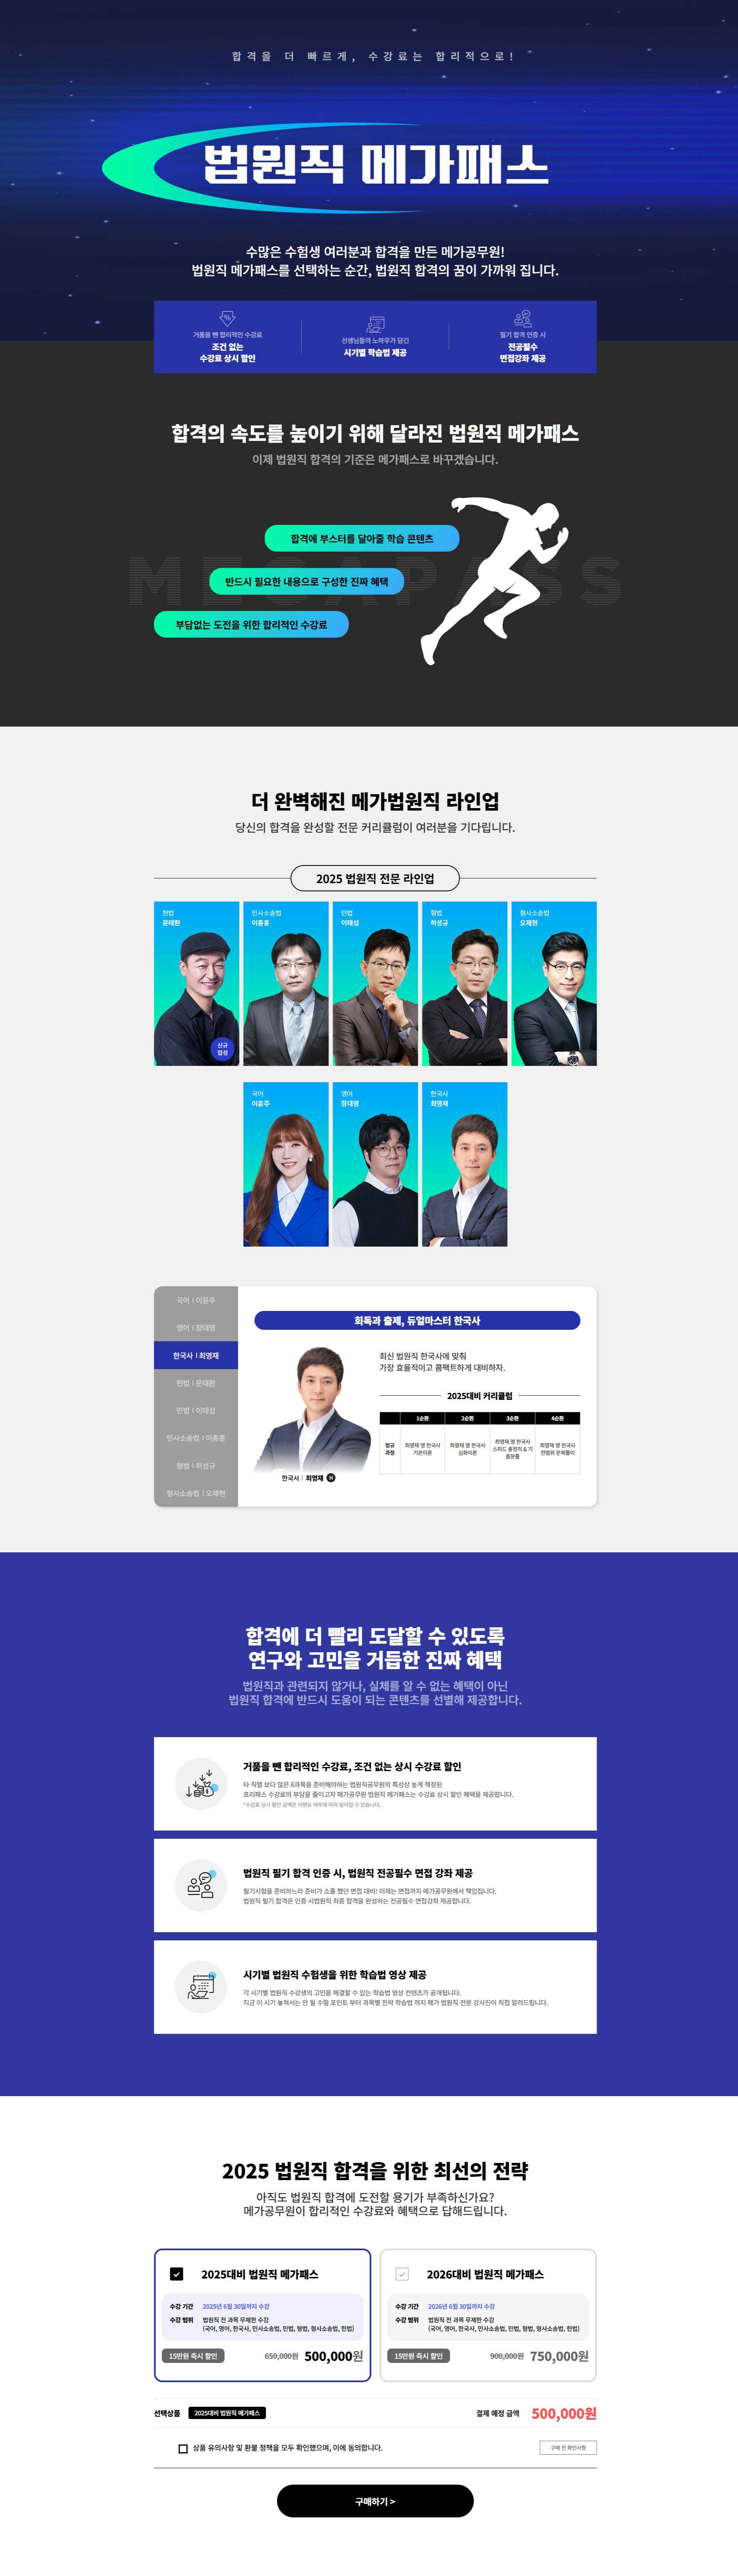 합격을 더 빠르게, 수강료는 합리적으로!
법원직 메가패스
수많은 수험생 여러분과 합격을 만든 메가공무원!
법원직 메가패스를 선택하는 순간, 법원직 합격의 꿈이 가까워 집니다.
거품을 뺀 합리적인 수강료
조건 없는
수강료 상시 할인
선생님들의 노하우가 담긴
시기별 학습법 제공
필기 합격 인증 시
전공필수
면접강좌 제공
합격의 속도를 높이기 위해 달라진 법원직 메가패스
이제 법원직 합격의 기준은 메가패스로 바꾸겠습니다.
MEGAPASS
합격에 부스터를 달아줄 학습 콘텐츠
반드시 필요한 내용으로 구성한 진짜 혜택
부담없는 도전을 위한 합리적인 수강료
더 완벽해진 메가법원직 라인업
당신의 합격을 완성할 전문 커리큘럼이 여러분을 기다립니다.
2025 법원직 전문 라인업
헌법
문태환
신규
입성
민사소송법
이종훈
민법
이태섭
형법
허성규
형사소송법
오제현
국어
이윤주
영어
장대영
한국사
최영재
국어 | 이윤주
영어 | 장대영
한국사 | 최영재
헌법 | 문태환
민법 | 이태섭
민사소송법 | 이종훈
형법 | 허성규
형사소송법 | 오제현
회독과 출제, 듀얼마스터 한국사
최신 법원직 한국사에 맞춰
가장 효율적이고 콤팩트하게 대비하자.
2025대비 커리큘럼
1순환 2순환 3순환 4순환
정규
과정
최영재 영 한국사
기본이론
최영재 영 한국사
심화이론
최영재 영 한국사
스피드 총정리 & 기
출문풀
최영재 영 한국사
전범위 문제풀이
한국사 | 최영재 H
합격에 더 빨리 도달할 수 있도록
연구와 고민을 거듭한 진짜 혜택
법원직과 관련되지 않거나, 실체를 알 수 없는 혜택이 아닌
법원직 합격에 반드시 도움이 되는 콘텐츠를 선별해 제공합니다.
거품을 뺀 합리적인 수강료, 조건 없는 상시 수강료 할인
타 직렬 보다 많은 8과목을 준비해야하는 법원직공무원의 특성상 높게 책정된
프리패스 수강료의 부담을 줄이고자 메가공무원 법원직 메가패스는 수강료 상시 할인 혜택을 제공합니다.
*수강료 상시 할인 금액은 이벤트 여부에 따라 달라질 수 있습니다.
법원직 필기 합격 인증 시, 법원직 전공필수 면접 강좌 제공
필기시험을 준비하느라 준비가 소홀 했던 면접 대비! 이제는 면접까지 메가공무원에서 책임집니다.
법원직 필기 합격은 인증 시법원직 최종 합격을 완성하는 전공필수 면접강좌 제공합니다.
시기별 법원직 수험생을 위한 학습법 영상 제공
각 시기별 법원직 수강생의 고민을 해결할 수 있는 학습법 영상 컨텐츠가 공개됩니다.
지금 이 시기 놓쳐서는 안 될 수험 포인트 부터 과목별 전략 학습법 까지 메가 법원직 전문 강사진이 직접 알려드립니다.
2025 법원직 합격을 위한 최선의 전략
아직도 법원직 합격에 도전할 용기가 부족하신가요?
메가공무원이 합리적인 수강료와 혜택으로 답해드립니다.
2025대비 법원직 메가패스
수강 기간 2025년 6월 30일까지 수강
수강 범위 법원직 전 과목 무제한 수강
(국어, 영어, 한국사, 민사소송법, 민법, 형법, 형사소송법, 헌법)
15만원 즉시 할인 650,000원 500,000원
2026대비 법원직 메가패스
수강 기간 2026년 6월 30일까지 수강
수강 범위 법원직 전 과목 무제한 수강
(국어, 영어, 한국사, 민사소송법, 민법, 형법, 형사소송법, 헌법)
15만원 즉시 할인 900,000원 750,000원
선택상품 2025대비 법원직 메가패스 결제 예정 금액 500,000원
상품 유의사항 및 환불 정책을 모두 확인했으며, 이에 동의합니다. 구매 전 확인사항
구매하기 >